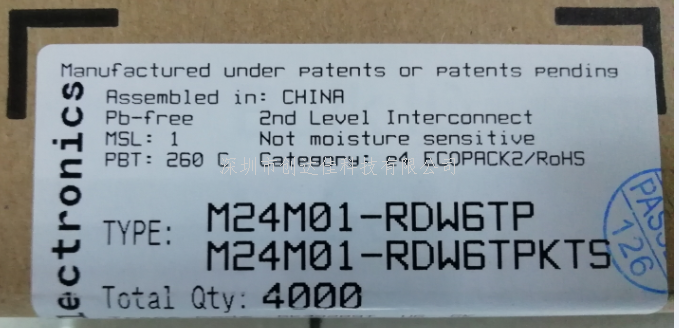 Manufactured under patents or patents pending
Assembled in: CHINA
Pb-free 2nd Level Interconnect
MSL: 1 Not moisture sensitive
PBT: 260 C Category: e4 ECOPACK2/RoHS
深圳市创达佳科技有限公司
TYPE: M24M01-RDW6TP
M24M01-RDW6TPKTS
Total Qty: 4000
lectronics
PASS
126